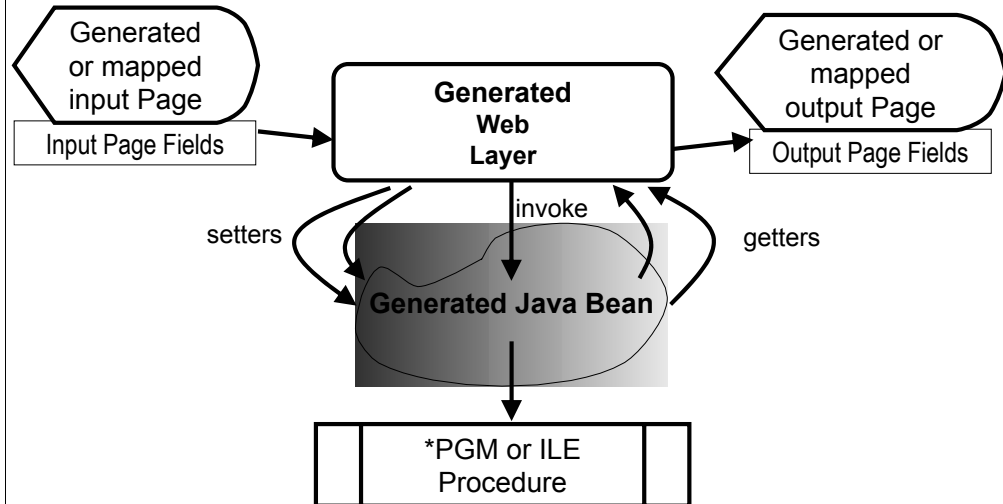 Generated
or mapped
input Page
Input Page Fields
Generated
Web
Layer
Generated or
mapped
output Page
Output Page Fields
setters
invoke
getters
Generated Java Bean
*PGM or ILE
Procedure